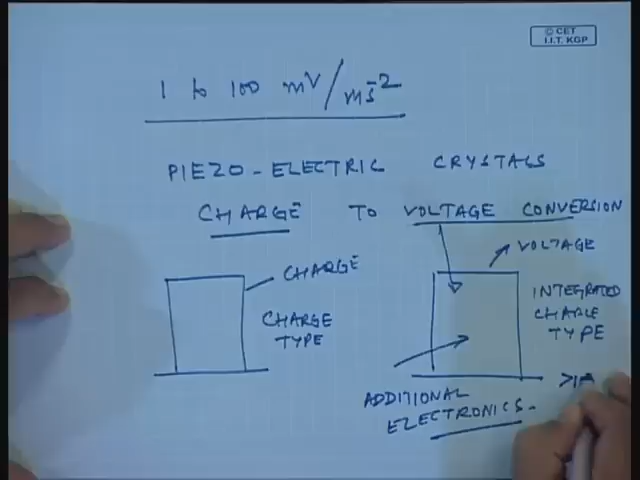 © CET
I.I.T. KGP
1 to 100 mV/ms⁻²
PIEZO-ELECTRIC CRYSTALS
CHARGE TO VOLTAGE CONVERSION
CHARGE
CHARGE
TYPE
VOLTAGE
INTEGRATED
CHARGE
TYPE
ADDITIONAL
ELECTRONICS-